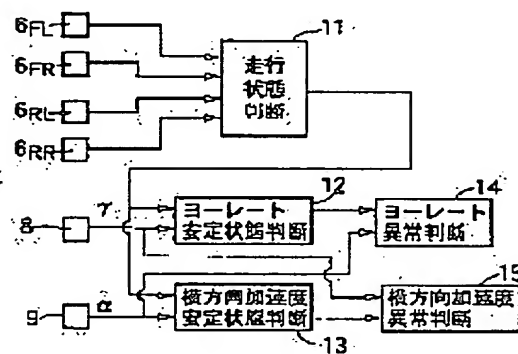 11
6FL
6FR
6RL
6RR
走行
状態
判断
12
14
8
γ
ヨーレート
安定状態判断
ヨーレート
異常判断
15
9
横方向加速度
安定状態判断
横方向加速度
異常判断
13